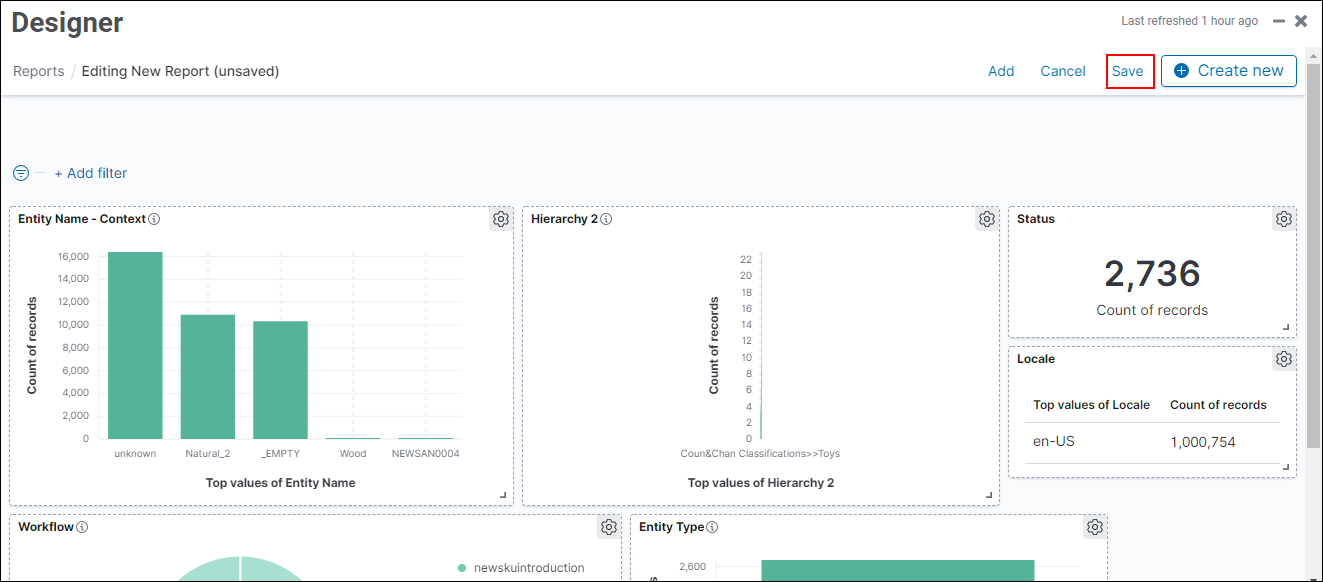 Designer
Last refreshed 1 hour ago
Reports / Editing New Report (unsaved)
Add
Cancel
Save
Create new
+ Add filter
Entity Name - Context
16,000
14,000
12,000
10,000
8,000
6,000
4,000
2,000
0
Count of records
unknown
Natural_2
_EMPTY
Wood
NEWSAN0004
Top values of Entity Name
Hierarchy 2
22
20
18
16
14
12
10
8
6
4
2
0
Count of records
Coun&Chan Classifications>>Toys
Top values of Hierarchy 2
Status
2,736
Count of records
Locale
Top values of Locale Count of records
en-US 1,000,754
Workflow
newskuintroduction
Entity Type
2,600